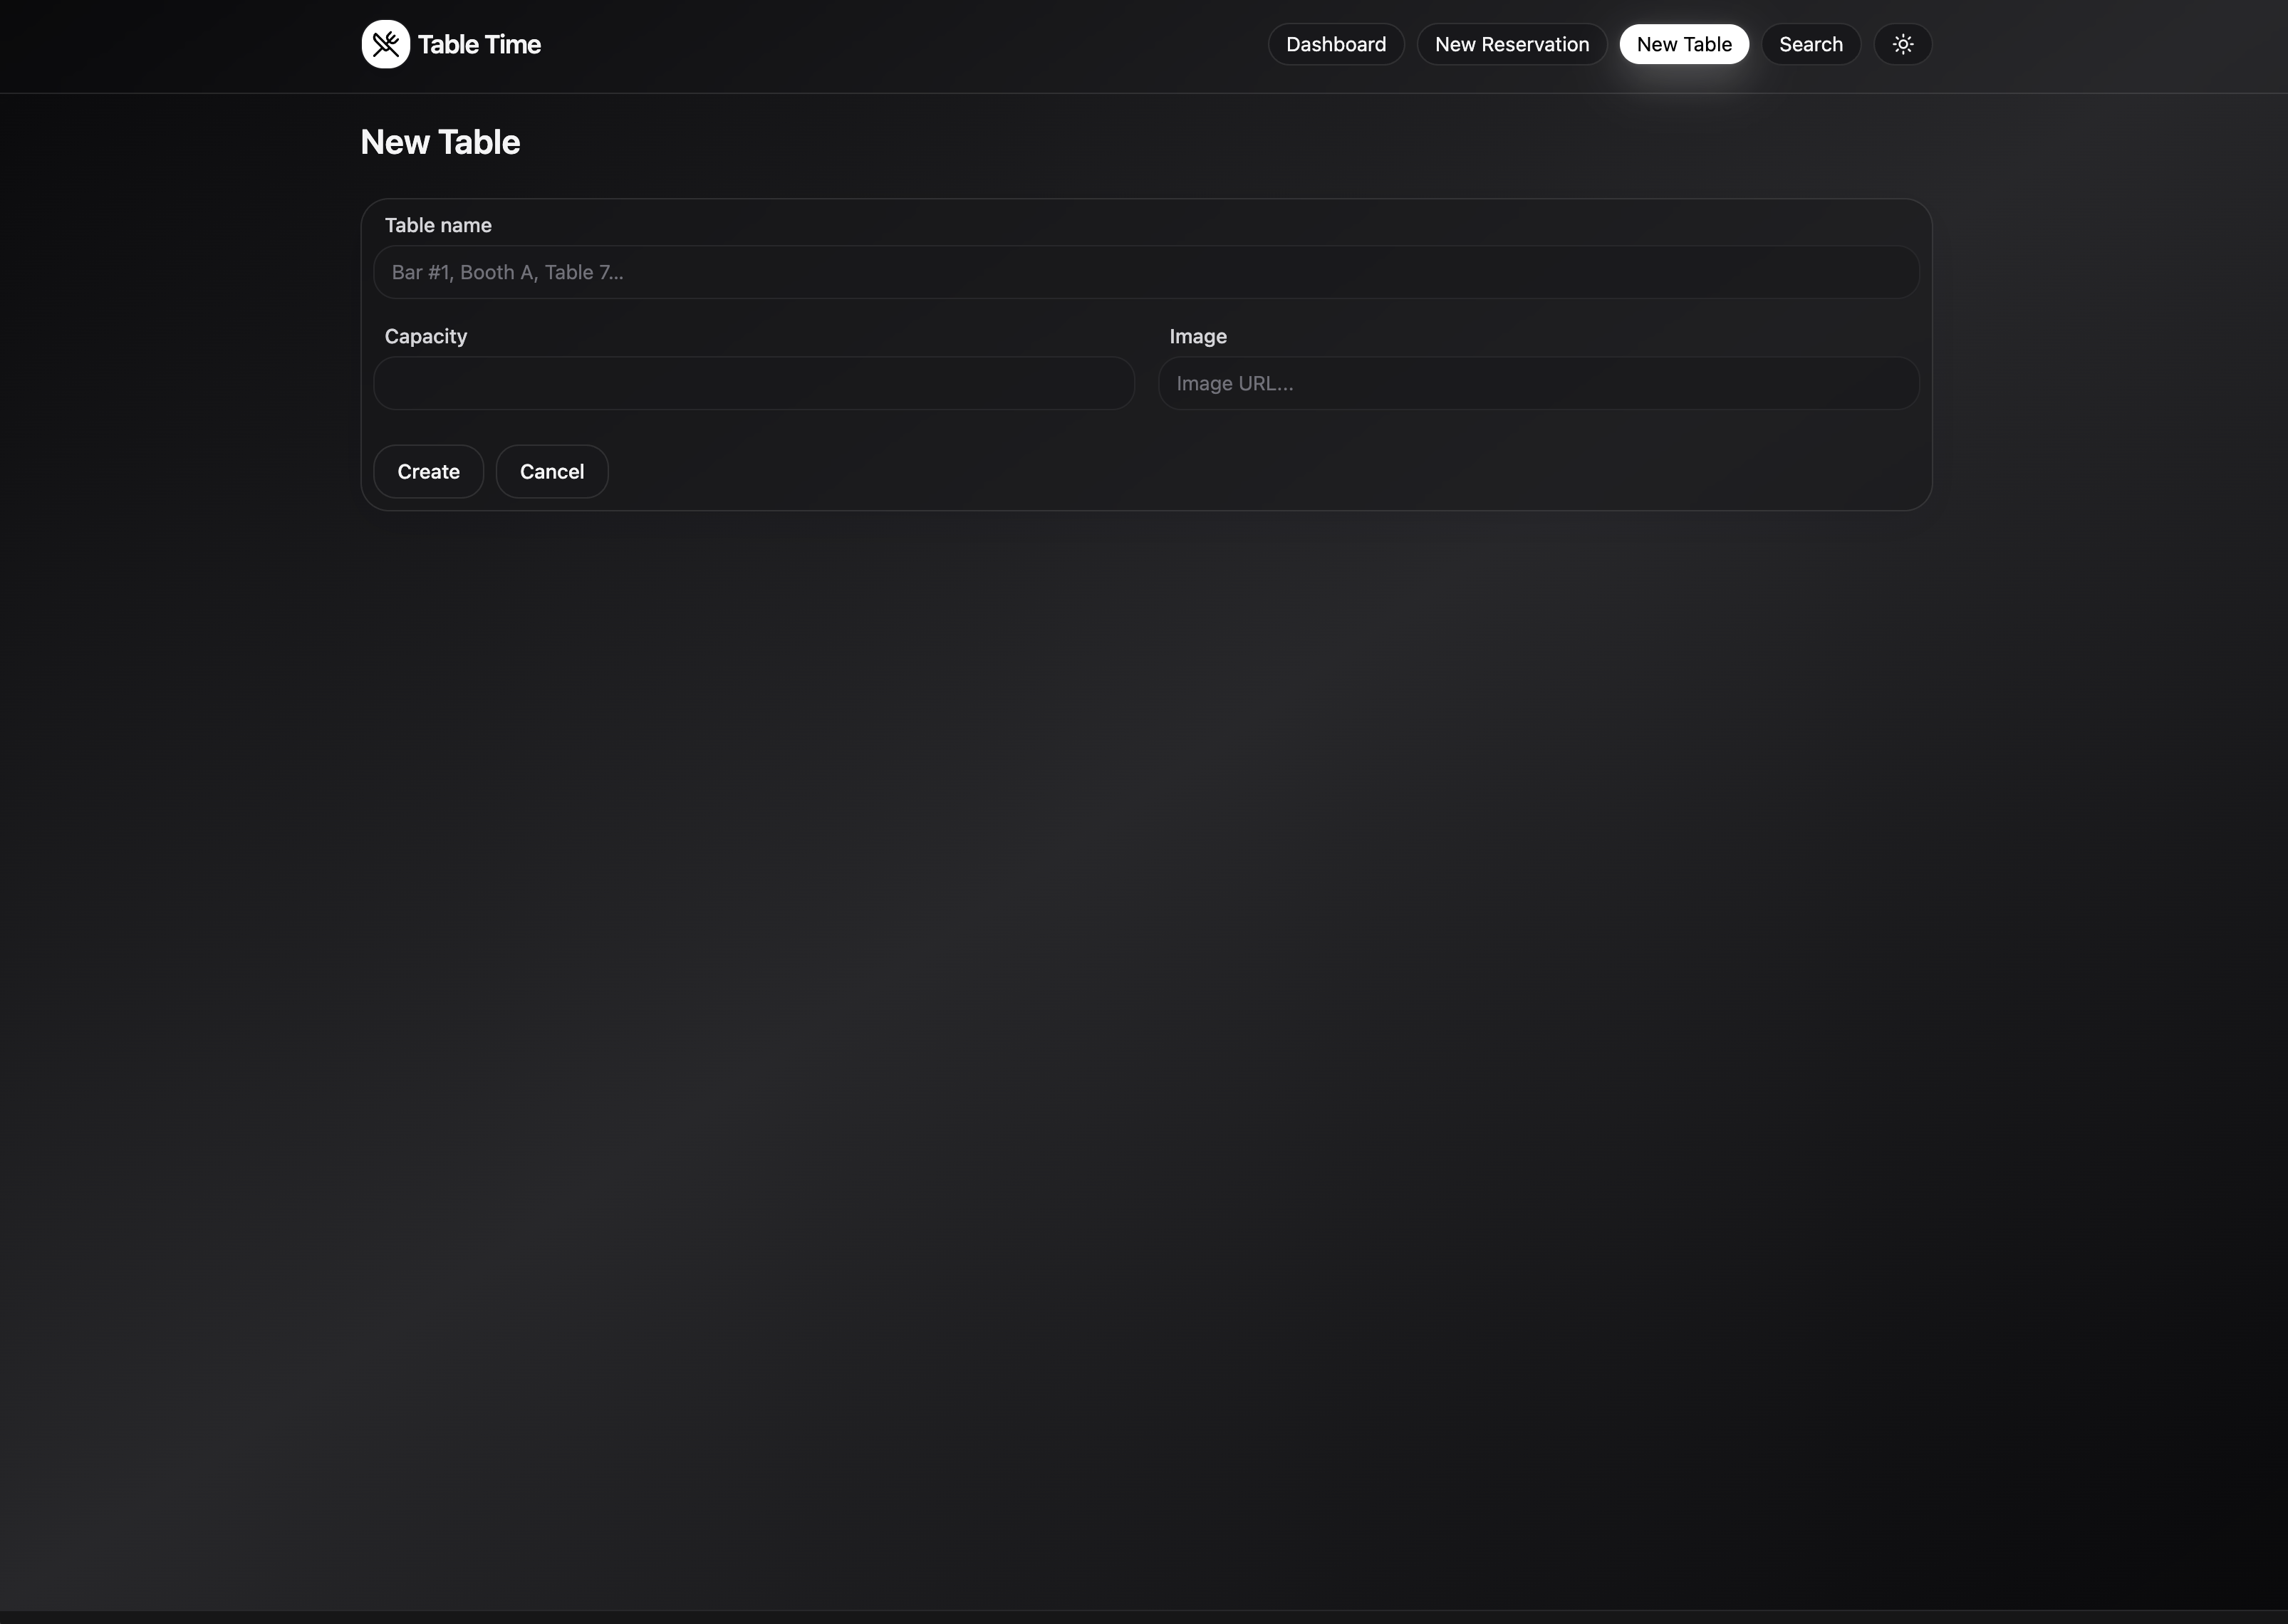 Table Time
Dashboard
New Reservation
New Table
Search
New Table
Table name
Bar #1, Booth A, Table 7...
Capacity
Image
Image URL...
Create
Cancel